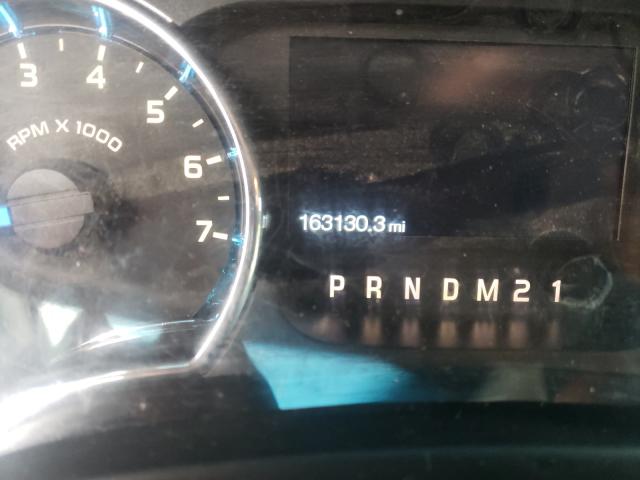 3 4 5 6 7
RPM X 1000
163130.3 mi
P R N D M 2 1